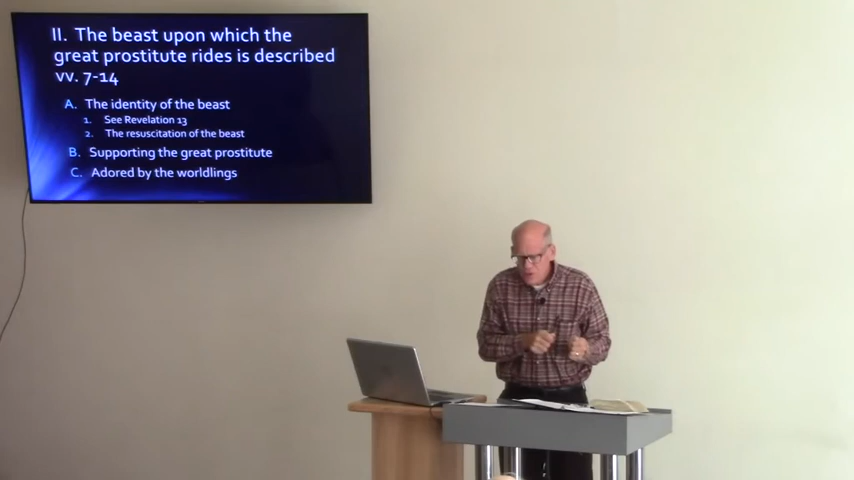 II. The beast upon which the
great prostitute rides is described
vv. 7-14
A. The identity of the beast
1. See Revelation 13
2. The resuscitation of the beast
B. Supporting the great prostitute
C. Adored by the worldlings